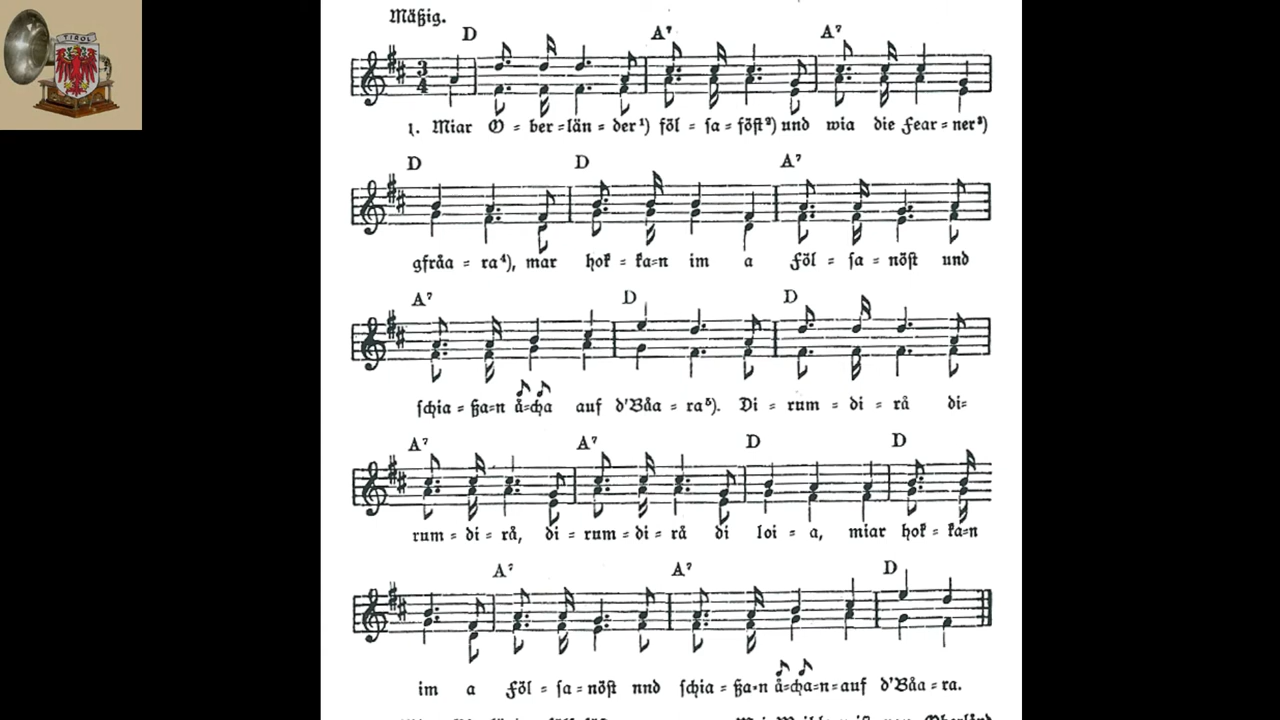 TIROL
Mäßig.
D A⁷ A⁷
1. Miar O = ber = län = der¹) föl = sa = föst²) und wia die Fear = ner³)
D D A⁷
gfråa = ra⁴), mar hok = ka=n im a Föl = sa = nöst und
A⁷ D D
schia = ßa=n å=cha auf d'Båa = ra⁵). Di = rum = di = rå di=
A⁷ A⁷ D D
rum = di = rå, di = rum = di = rå di loi = a, miar hok = ka=n
A⁷ A⁷ D
im a Föl = sa = nöst nnd schia = ßa=n å=cha=n=auf d'Båa = ra.